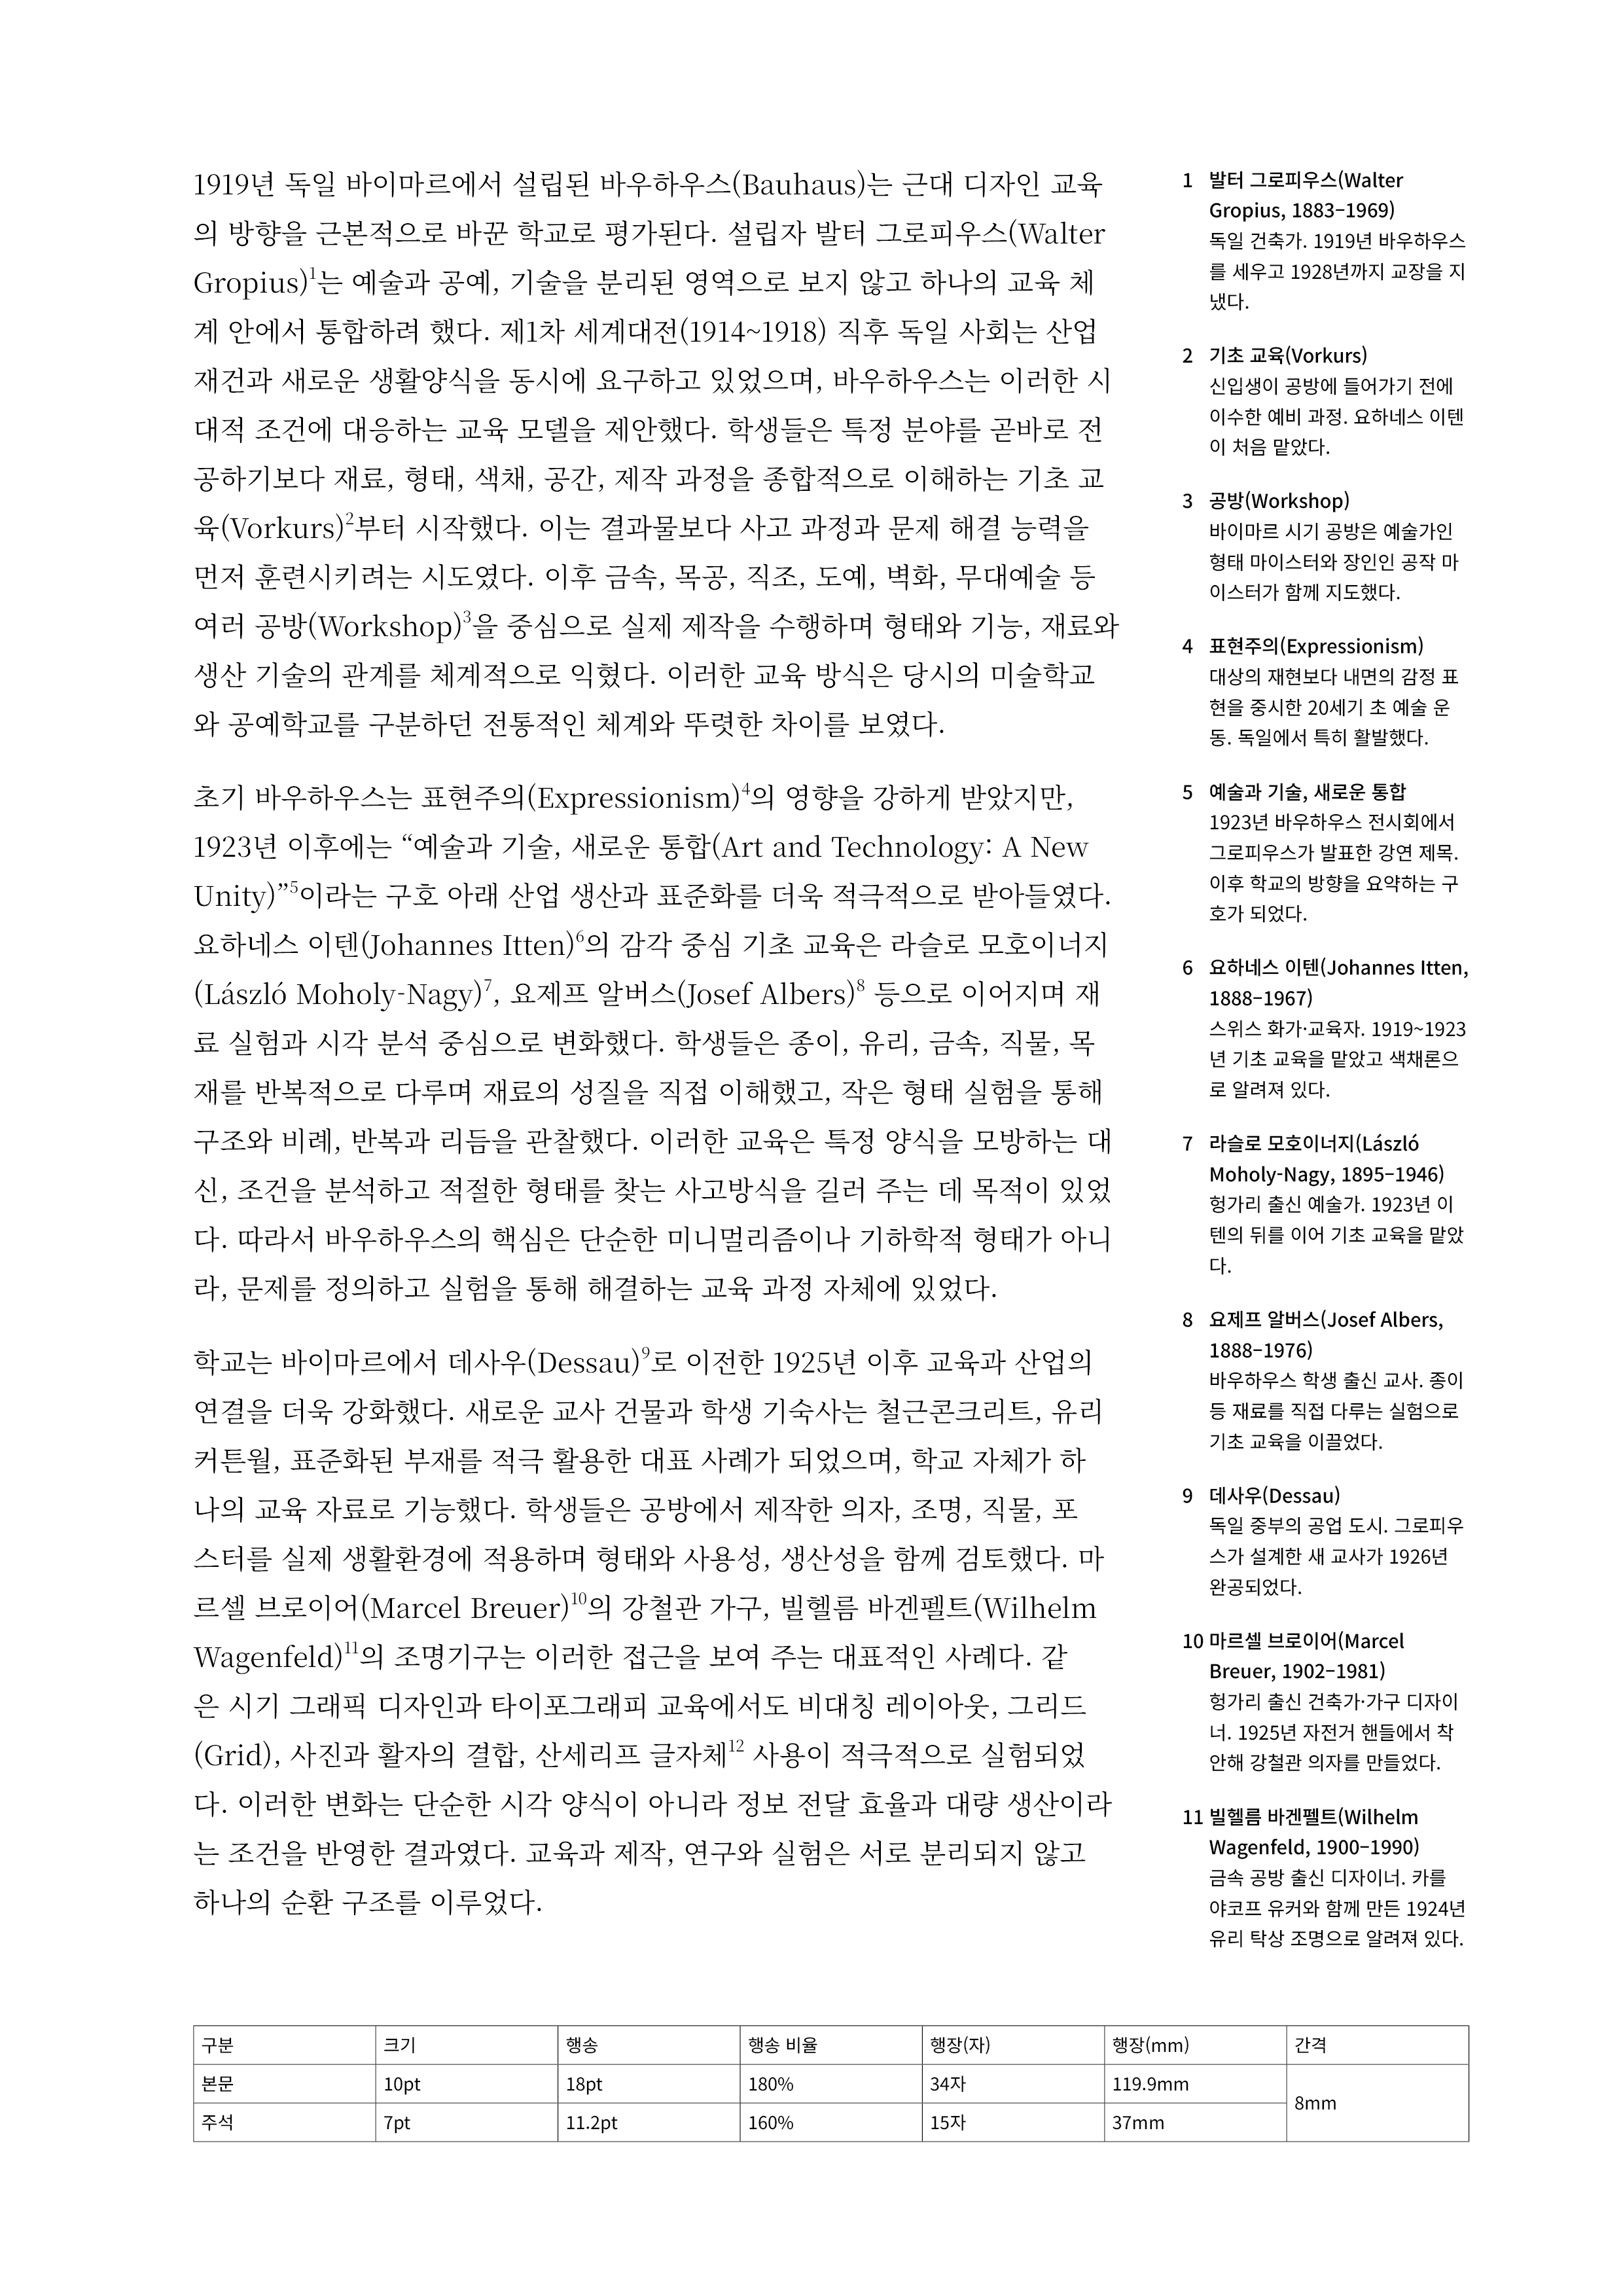 1919년 독일 바이마르에서 설립된 바우하우스(Bauhaus)는 근대 디자인 교육
의 방향을 근본적으로 바꾼 학교로 평가된다. 설립자 발터 그로피우스(Walter
Gropius)1는 예술과 공예, 기술을 분리된 영역으로 보지 않고 하나의 교육 체
계 안에서 통합하려 했다. 제1차 세계대전(1914~1918) 직후 독일 사회는 산업
재건과 새로운 생활양식을 동시에 요구하고 있었으며, 바우하우스는 이러한 시
대적 조건에 대응하는 교육 모델을 제안했다. 학생들은 특정 분야를 곧바로 전
공하기보다 재료, 형태, 색채, 공간, 제작 과정을 종합적으로 이해하는 기초 교
육(Vorkurs)2부터 시작했다. 이는 결과물보다 사고 과정과 문제 해결 능력을
먼저 훈련시키려는 시도였다. 이후 금속, 목공, 직조, 도예, 벽화, 무대예술 등
여러 공방(Workshop)3을 중심으로 실제 제작을 수행하며 형태와 기능, 재료와
생산 기술의 관계를 체계적으로 익혔다. 이러한 교육 방식은 당시의 미술학교
와 공예학교를 구분하던 전통적인 체계와 뚜렷한 차이를 보였다.
초기 바우하우스는 표현주의(Expressionism)4의 영향을 강하게 받았지만,
1923년 이후에는 “예술과 기술, 새로운 통합(Art and Technology: A New
Unity)”5이라는 구호 아래 산업 생산과 표준화를 더욱 적극적으로 받아들였다.
요하네스 이텐(Johannes Itten)6의 감각 중심 기초 교육은 라슬로 모호이너지
(László Moholy-Nagy)7, 요제프 알버스(Josef Albers)8 등으로 이어지며 재
료 실험과 시각 분석 중심으로 변화했다. 학생들은 종이, 유리, 금속, 직물, 목
재를 반복적으로 다루며 재료의 성질을 직접 이해했고, 작은 형태 실험을 통해
구조와 비례, 반복과 리듬을 관찰했다. 이러한 교육은 특정 양식을 모방하는 대
신, 조건을 분석하고 적절한 형태를 찾는 사고방식을 길러 주는 데 목적이 있었
다. 따라서 바우하우스의 핵심은 단순한 미니멀리즘이나 기하학적 형태가 아니
라, 문제를 정의하고 실험을 통해 해결하는 교육 과정 자체에 있었다.
학교는 바이마르에서 데사우(Dessau)9로 이전한 1925년 이후 교육과 산업의
연결을 더욱 강화했다. 새로운 교사 건물과 학생 기숙사는 철근콘크리트, 유리
커튼월, 표준화된 부재를 적극 활용한 대표 사례가 되었으며, 학교 자체가 하
나의 교육 자료로 기능했다. 학생들은 공방에서 제작한 의자, 조명, 직물, 포
스터를 실제 생활환경에 적용하며 형태와 사용성, 생산성을 함께 검토했다. 마
르셀 브로이어(Marcel Breuer)10의 강철관 가구, 빌헬름 바겐펠트(Wilhelm
Wagenfeld)11의 조명기구는 이러한 접근을 보여 주는 대표적인 사례다. 같
은 시기 그래픽 디자인과 타이포그래피 교육에서도 비대칭 레이아웃, 그리드
(Grid), 사진과 활자의 결합, 산세리프 글자체12 사용이 적극적으로 실험되었
다. 이러한 변화는 단순한 시각 양식이 아니라 정보 전달 효율과 대량 생산이라
는 조건을 반영한 결과였다. 교육과 제작, 연구와 실험은 서로 분리되지 않고
하나의 순환 구조를 이루었다.
1 발터 그로피우스(Walter
Gropius, 1883–1969)
독일 건축가. 1919년 바우하우스
를 세우고 1928년까지 교장을 지
냈다.
2 기초 교육(Vorkurs)
신입생이 공방에 들어가기 전에
이수한 예비 과정. 요하네스 이텐
이 처음 맡았다.
3 공방(Workshop)
바이마르 시기 공방은 예술가인
형태 마이스터와 장인인 공작 마
이스터가 함께 지도했다.
4 표현주의(Expressionism)
대상의 재현보다 내면의 감정 표
현을 중시한 20세기 초 예술 운
동. 독일에서 특히 활발했다.
5 예술과 기술, 새로운 통합
1923년 바우하우스 전시회에서
그로피우스가 발표한 강연 제목.
이후 학교의 방향을 요약하는 구
호가 되었다.
6 요하네스 이텐(Johannes Itten,
1888–1967)
스위스 화가·교육자. 1919~1923
년 기초 교육을 맡았고 색채론으
로 알려져 있다.
7 라슬로 모호이너지(László
Moholy-Nagy, 1895–1946)
헝가리 출신 예술가. 1923년 이
텐의 뒤를 이어 기초 교육을 맡았
다.
8 요제프 알버스(Josef Albers,
1888–1976)
바우하우스 학생 출신 교사. 종이
등 재료를 직접 다루는 실험으로
기초 교육을 이끌었다.
9 데사우(Dessau)
독일 중부의 공업 도시. 그로피우
스가 설계한 새 교사가 1926년
완공되었다.
10 마르셀 브로이어(Marcel
Breuer, 1902–1981)
헝가리 출신 건축가·가구 디자이
너. 1925년 자전거 핸들에서 착
안해 강철관 의자를 만들었다.
11 빌헬름 바겐펠트(Wilhelm
Wagenfeld, 1900–1990)
금속 공방 출신 디자이너. 카를
야코프 유커와 함께 만든 1924년
유리 탁상 조명으로 알려져 있다.
구분 크기 행송 행송 비율 행장(자) 행장(mm) 간격
본문 10pt 18pt 180% 34자 119.9mm 8mm
주석 7pt 11.2pt 160% 15자 37mm